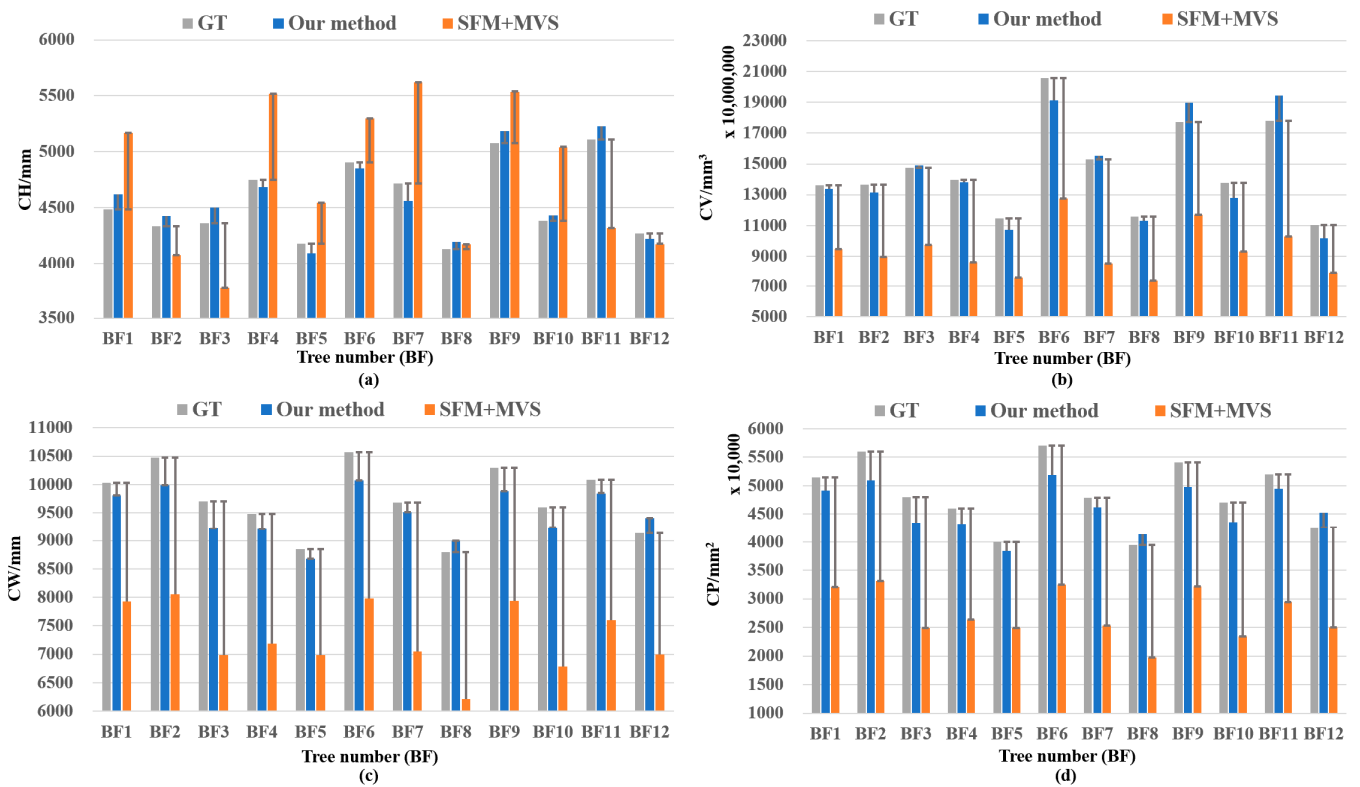 GT Our method SFM+MVS
6000
5500
5000
4500
4000
3500
CH/mm
BF1 BF2 BF3 BF4 BF5 BF6 BF7 BF8 BF9 BF10 BF11 BF12
Tree number (BF)
(a)
GT Our method SFM+MVS
x 10,000,000
23000
21000
19000
17000
15000
13000
11000
9000
7000
5000
CV/mm³
BF1 BF2 BF3 BF4 BF5 BF6 BF7 BF8 BF9 BF10 BF11 BF12
Tree number (BF)
(b)
GT Our method SFM+MVS
11000
10500
10000
9500
9000
8500
8000
7500
7000
6500
6000
CW/mm
BF1 BF2 BF3 BF4 BF5 BF6 BF7 BF8 BF9 BF10 BF11 BF12
Tree number (BF)
(c)
GT Our method SFM+MVS
x 10,000
6000
5500
5000
4500
4000
3500
3000
2500
2000
1500
1000
CP/mm²
BF1 BF2 BF3 BF4 BF5 BF6 BF7 BF8 BF9 BF10 BF11 BF12
Tree number (BF)
(d)